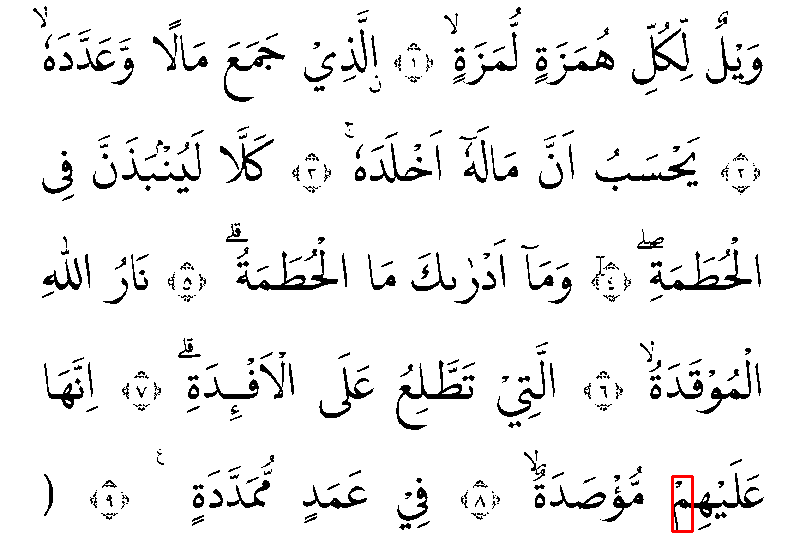 وَيْلٌ لِّكُلِّ هُمَزَةٍ لُّمَزَةٍۙ ۝١ ۨالَّذِيْ جَمَعَ مَالًا وَّعَدَّدَهٗۙ
۝٢ يَحْسَبُ اَنَّ مَالَهٗٓ اَخْلَدَهٗۚ ۝٣ كَلَّا لَيُنْۢبَذَنَّ فِى
الْحُطَمَةِۖ ۝٤ وَمَآ اَدْرٰىكَ مَا الْحُطَمَةُۗ ۝٥ نَارُ اللّٰهِ
الْمُوْقَدَةُۙ ۝٦ الَّتِيْ تَطَّلِعُ عَلَى الْاَفْـِٕدَةِۗ ۝٧ اِنَّهَا
عَلَيْهِمْ مُّؤْصَدَةٌۙ ۝٨ فِيْ عَمَدٍ مُّمَدَّدَةٍ ࣖ ۝٩ (